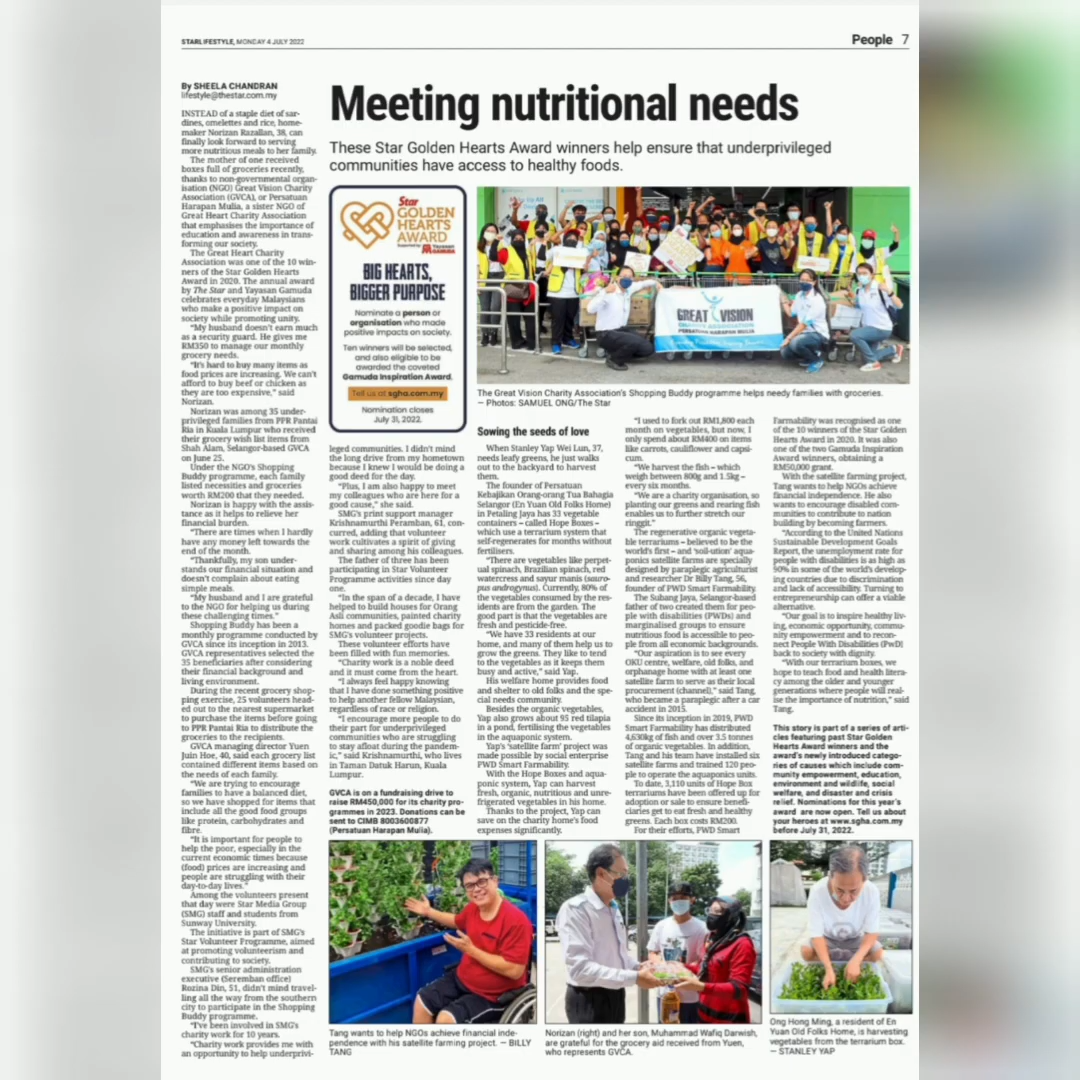 STARLIFESTYLE, MONDAY 4 JULY 2022
People 7
By SHEELA CHANDRAN
lifestyle@thestar.com.my
Meeting nutritional needs
These Star Golden Hearts Award winners help ensure that underprivileged
communities have access to healthy foods.
INSTEAD of a staple diet of sar-
dines, omelettes and rice, home-
maker Norizan Razallan, 38, can
finally look forward to serving
more nutritious meals to her family.
The mother of one received
boxes full of groceries recently,
thanks to non-governmental organ-
isation (NGO) Great Vision Charity
Association (GVCA), or Persatuan
Harapan Mulia, a sister NGO of
Great Heart Charity Association
that emphasises the importance of
education and awareness in trans-
forming our society.
The Great Heart Charity
Association was one of the 10 win-
ners of the Star Golden Hearts
Award in 2020. The annual award
by The Star and Yayasan Gamuda
celebrates everyday Malaysians
who make a positive impact on
society while promoting unity.
"My husband doesn't earn much
as a security guard. He gives me
RM350 to manage our monthly
grocery needs.
"It's hard to buy many items as
food prices are increasing. We can't
afford to buy beef or chicken as
they are too expensive," said
Norizan.
Norizan was among 35 under-
privileged families from PPR Pantai
Ria in Kuala Lumpur who received
their grocery wish list items from
Shah Alam, Selangor-based GVCA
on June 25.
Under the NGO's Shopping
Buddy programme, each family
listed necessities and groceries
worth RM200 that they needed.
Norizan is happy with the assis-
tance as it helps to relieve her
financial burden.
"There are times when I hardly
have any money left towards the
end of the month.
"Thankfully, my son under-
stands our financial situation and
doesn't complain about eating
simple meals.
"My husband and I are grateful
to the NGO for helping us during
these challenging times."
Shopping Buddy has been a
monthly programme conducted by
GVCA since its inception in 2013.
GVCA representatives selected the
35 beneficiaries after considering
their financial background and
living environment.
During the recent grocery shop-
ping exercise, 25 volunteers head-
ed out to the nearest supermarket
to purchase the items before going
to PPR Pantai Ria to distribute the
groceries to the recipients.
GVCA managing director Yuen
Juin Hoe, 40, said each grocery list
contained different items based on
the needs of each family.
"We are trying to encourage
families to have a balanced diet,
so we have shopped for items that
include all the good food groups
like protein, carbohydrates and
fibre.
"It is important for people to
help the poor, especially in the
current economic times because
(food) prices are increasing and
people are struggling with their
day-to-day lives."
Among the volunteers present
that day were Star Media Group
(SMG) staff and students from
Sunway University.
The initiative is part of SMG's
Star Volunteer Programme, aimed
at promoting volunteerism and
contributing to society.
SMG's senior administration
executive (Seremban office)
Rozina Din, 51, didn't mind travel-
ling all the way from the southern
city to participate in the Shopping
Buddy programme.
"I've been involved in SMG's
charity work for 10 years.
"Charity work provides me with
an opportunity to help underprivi-
Star
GOLDEN
HEARTS
AWARD
Supported by Yayasan
GAMUDA
BIG HEARTS,
BIGGER PURPOSE
Nominate a person or
organisation who made
positive impacts on society.
Ten winners will be selected,
and also eligible to be
awarded the coveted
Gamuda Inspiration Award.
Tell us at sgha.com.my
Nomination closes
July 31, 2022.
GREAT VISION
CHARITY ASSOCIATION
PERSATUAN HARAPAN MULIA
The Great Vision Charity Association's Shopping Buddy programme helps needy families with groceries.
— Photos: SAMUEL ONG/The Star
leged communities. I didn't mind
the long drive from my hometown
because I knew I would be doing a
good deed for the day.
"Plus, I am also happy to meet
my colleagues who are here for a
good cause," she said.
SMG's print support manager
Krishnamurthi Peramban, 61, con-
curred, adding that volunteer
work cultivates a spirit of giving
and sharing among his colleagues.
The father of three has been
participating in Star Volunteer
Programme activities since day
one.
"In the span of a decade, I have
helped to build houses for Orang
Asli communities, painted charity
homes and packed goodie bags for
SMG's volunteer projects.
These volunteer efforts have
been filled with fun memories.
"Charity work is a noble deed
and it must come from the heart.
"I always feel happy knowing
that I have done something positive
to help another fellow Malaysian,
regardless of race or religion.
"I encourage more people to do
their part for underprivileged
communities who are struggling
to stay afloat during the pandem-
ic," said Krishnamurthi, who lives
in Taman Datuk Harun, Kuala
Lumpur.
GVCA is on a fundraising drive to
raise RM450,000 for its charity pro-
grammes in 2023. Donations can be
sent to CIMB 8003600877
(Persatuan Harapan Mulia).
Sowing the seeds of love
When Stanley Yap Wei Lun, 37,
needs leafy greens, he just walks
out to the backyard to harvest
them.
The founder of Persatuan
Kebajikan Orang-orang Tua Bahagia
Selangor (En Yuan Old Folks Home)
in Petaling Jaya has 33 vegetable
containers – called Hope Boxes –
which use a terrarium system that
self-regenerates for months without
fertilisers.
"There are vegetables like perpet-
ual spinach, Brazilian spinach, red
watercress and sayur manis (sauro-
pus androgynus). Currently, 80% of
the vegetables consumed by the res-
idents are from the garden. The
good part is that the vegetables are
fresh and pesticide-free.
"We have 33 residents at our
home, and many of them help us to
grow the greens. They like to tend
to the vegetables as it keeps them
busy and active," said Yap.
His welfare home provides food
and shelter to old folks and the spe-
cial needs community.
Besides the organic vegetables,
Yap also grows about 95 red tilapia
in a pond, fertilising the vegetables
in the aquaponic system.
Yap's 'satellite farm' project was
made possible by social enterprise
PWD Smart Farmability.
With the Hope Boxes and aqua-
ponic system, Yap can harvest
fresh, organic, nutritious and unre-
frigerated vegetables in his home.
Thanks to the project, Yap can
save on the charity home's food
expenses significantly.
"I used to fork out RM1,800 each
month on vegetables, but now, I
only spend about RM400 on items
like carrots, cauliflower and capsi-
cum.
"We harvest the fish – which
weigh between 800g and 1.5kg –
every six months.
"We are a charity organisation, so
planting our greens and rearing fish
enables us to further stretch our
ringgit."
The regenerative organic vegeta-
ble terrariums – believed to be the
world's first – and 'soil-ution' aqua-
ponics satellite farms are specially
designed by paraplegic agriculturist
and researcher Dr Billy Tang, 56,
founder of PWD Smart Farmability.
The Subang Jaya, Selangor-based
father of two created them for peo-
ple with disabilities (PWDs) and
marginalised groups to ensure
nutritious food is accessible to peo-
ple from all economic backgrounds.
"Our aspiration is to see every
OKU centre, welfare, old folks, and
orphanage home with at least one
satellite farm to serve as their local
procurement (channel)," said Tang,
who became a paraplegic after a car
accident in 2015.
Since its inception in 2019, PWD
Smart Farmability has distributed
4,630kg of fish and over 3.5 tonnes
of organic vegetables. In addition,
Tang and his team have installed six
satellite farms and trained 120 peo-
ple to operate the aquaponics units.
To date, 3,110 units of Hope Box
terrariums have been offered up for
adoption or sale to ensure benefi-
ciaries get to eat fresh and healthy
greens. Each box costs RM200.
For their efforts, PWD Smart
Farmability was recognised as one
of the 10 winners of the Star Golden
Hearts Award in 2020. It was also
one of the two Gamuda Inspiration
Award winners, obtaining a
RM50,000 grant.
With the satellite farming project,
Tang wants to help NGOs achieve
financial independence. He also
wants to encourage disabled com-
munities to contribute to nation
building by becoming farmers.
"According to the United Nations
Sustainable Development Goals
Report, the unemployment rate for
people with disabilities is as high as
90% in some of the world's develop-
ing countries due to discrimination
and lack of accessibility. Turning to
entrepreneurship can offer a viable
alternative.
"Our goal is to inspire healthy liv-
ing, economic opportunity, commu-
nity empowerment and to recon-
nect People With Disabilities (PwD)
back to society with dignity.
"With our terrarium boxes, we
hope to teach food and health litera-
cy among the older and younger
generations where people will real-
ise the importance of nutrition," said
Tang.
This story is part of a series of arti-
cles featuring past Star Golden
Hearts Award winners and the
award's newly introduced catego-
ries of causes which include com-
munity empowerment, education,
environment and wildlife, social
welfare, and disaster and crisis
relief. Nominations for this year's
award are now open. Tell us about
your heroes at www.sgha.com.my
before July 31, 2022.
Tang wants to help NGOs achieve financial inde-
pendence with his satellite farming project. — BILLY
TANG
Norizan (right) and her son, Muhammad Wafiq Darwish,
are grateful for the grocery aid received from Yuen,
who represents GVCA.
Ong Hong Ming, a resident of En
Yuan Old Folks Home, is harvesting
vegetables from the terrarium box.
— STANLEY YAP